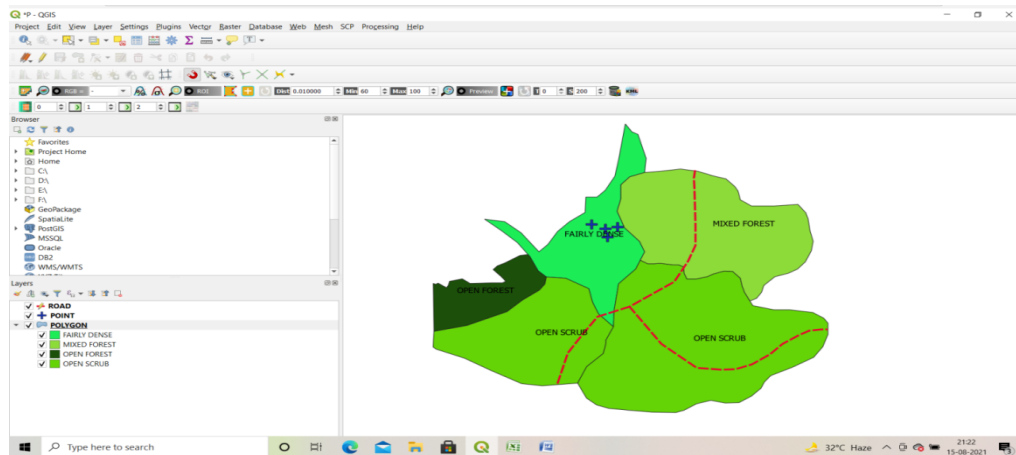 *P - QGIS
Project Edit View Layer Settings Plugins Vector Raster Database Web Mesh SCP Processing Help
RGB = - ROI Dist 0.010000 Min 60 Max 100 Preview T 0 S 200
0 1 2
Browser
Favorites
Project Home
Home
C:\
D:\
E:\
F:\
GeoPackage
SpatiaLite
PostGIS
MSSQL
Oracle
DB2
WMS/WMTS
Layers
ROAD
POINT
POLYGON
FAIRLY DENSE
MIXED FOREST
OPEN FOREST
OPEN SCRUB
MIXED FOREST
FAIRLY DENSE
OPEN FOREST
OPEN SCRUB
OPEN SCRUB
Type here to search
32°C Haze
21:22
15-08-2021